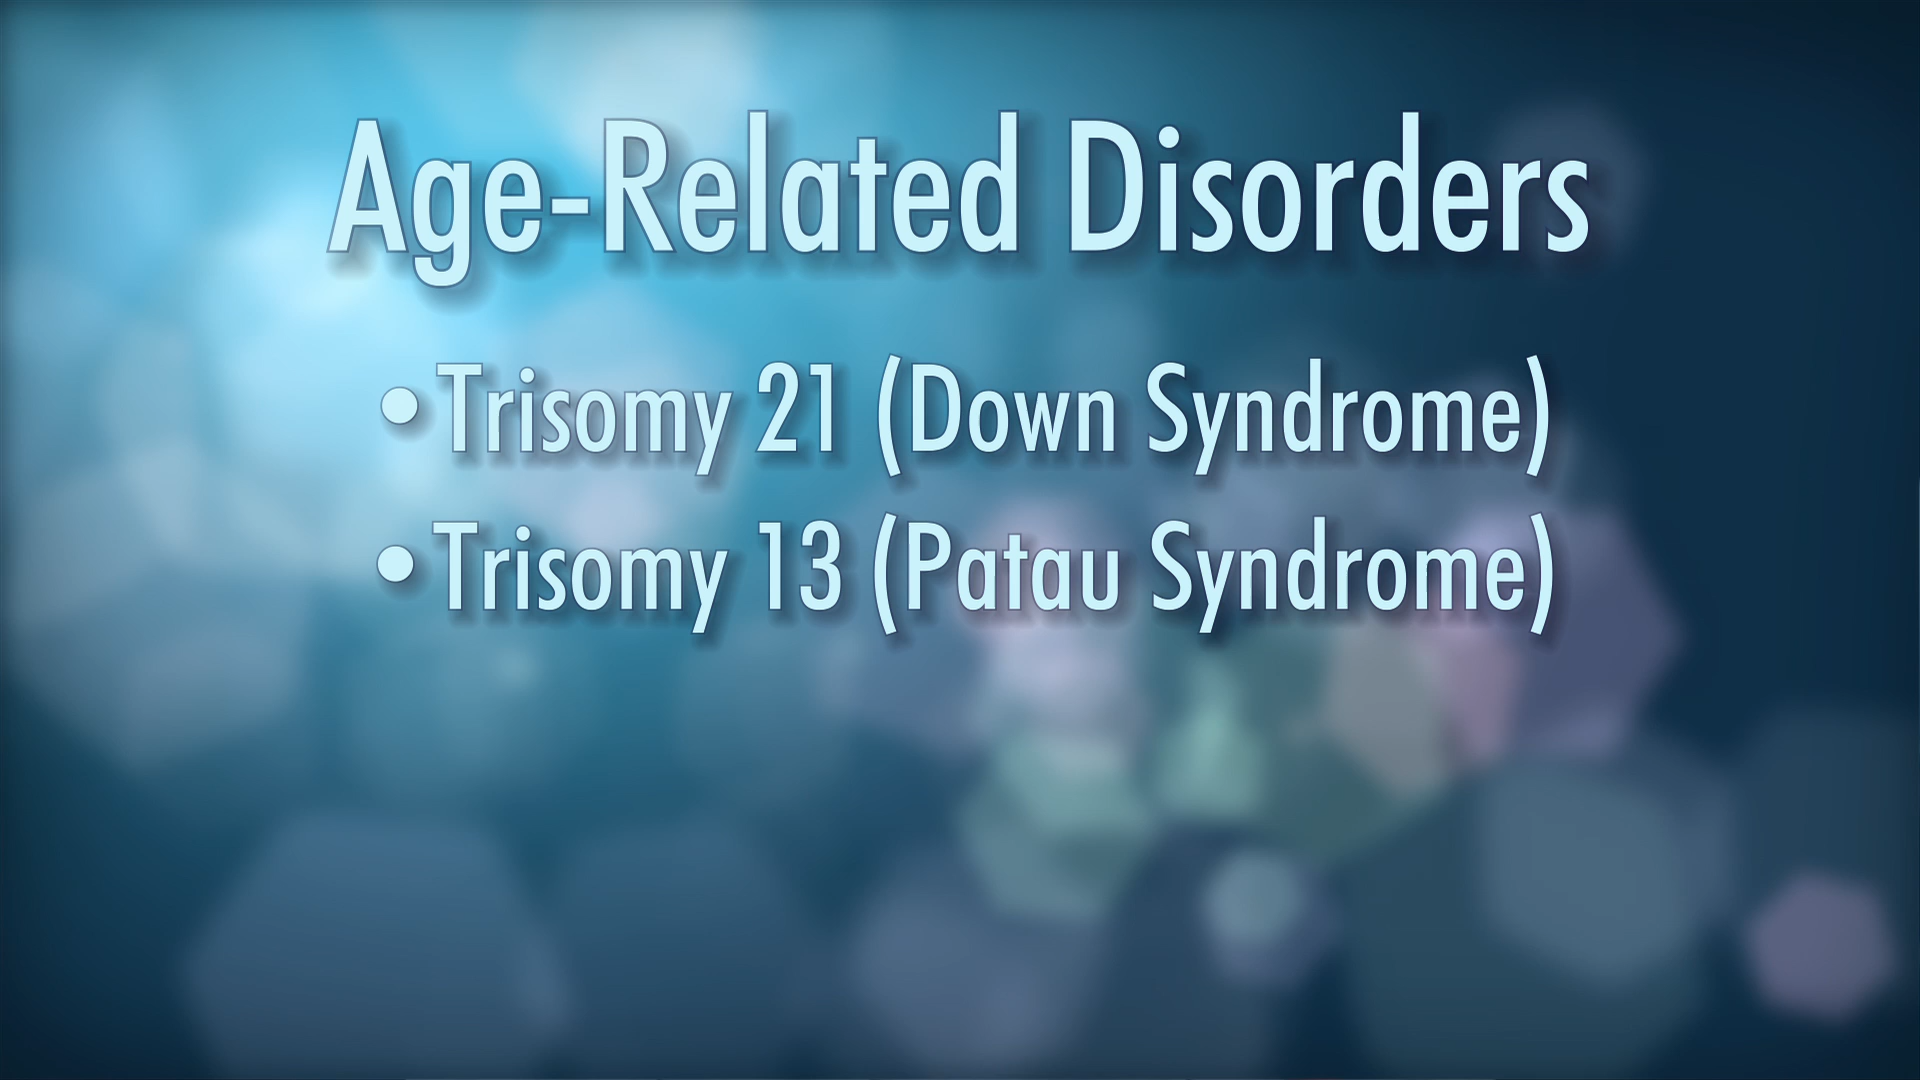 Age-Related Disorders
• Trisomy 21 (Down Syndrome)
• Trisomy 13 (Patau Syndrome)